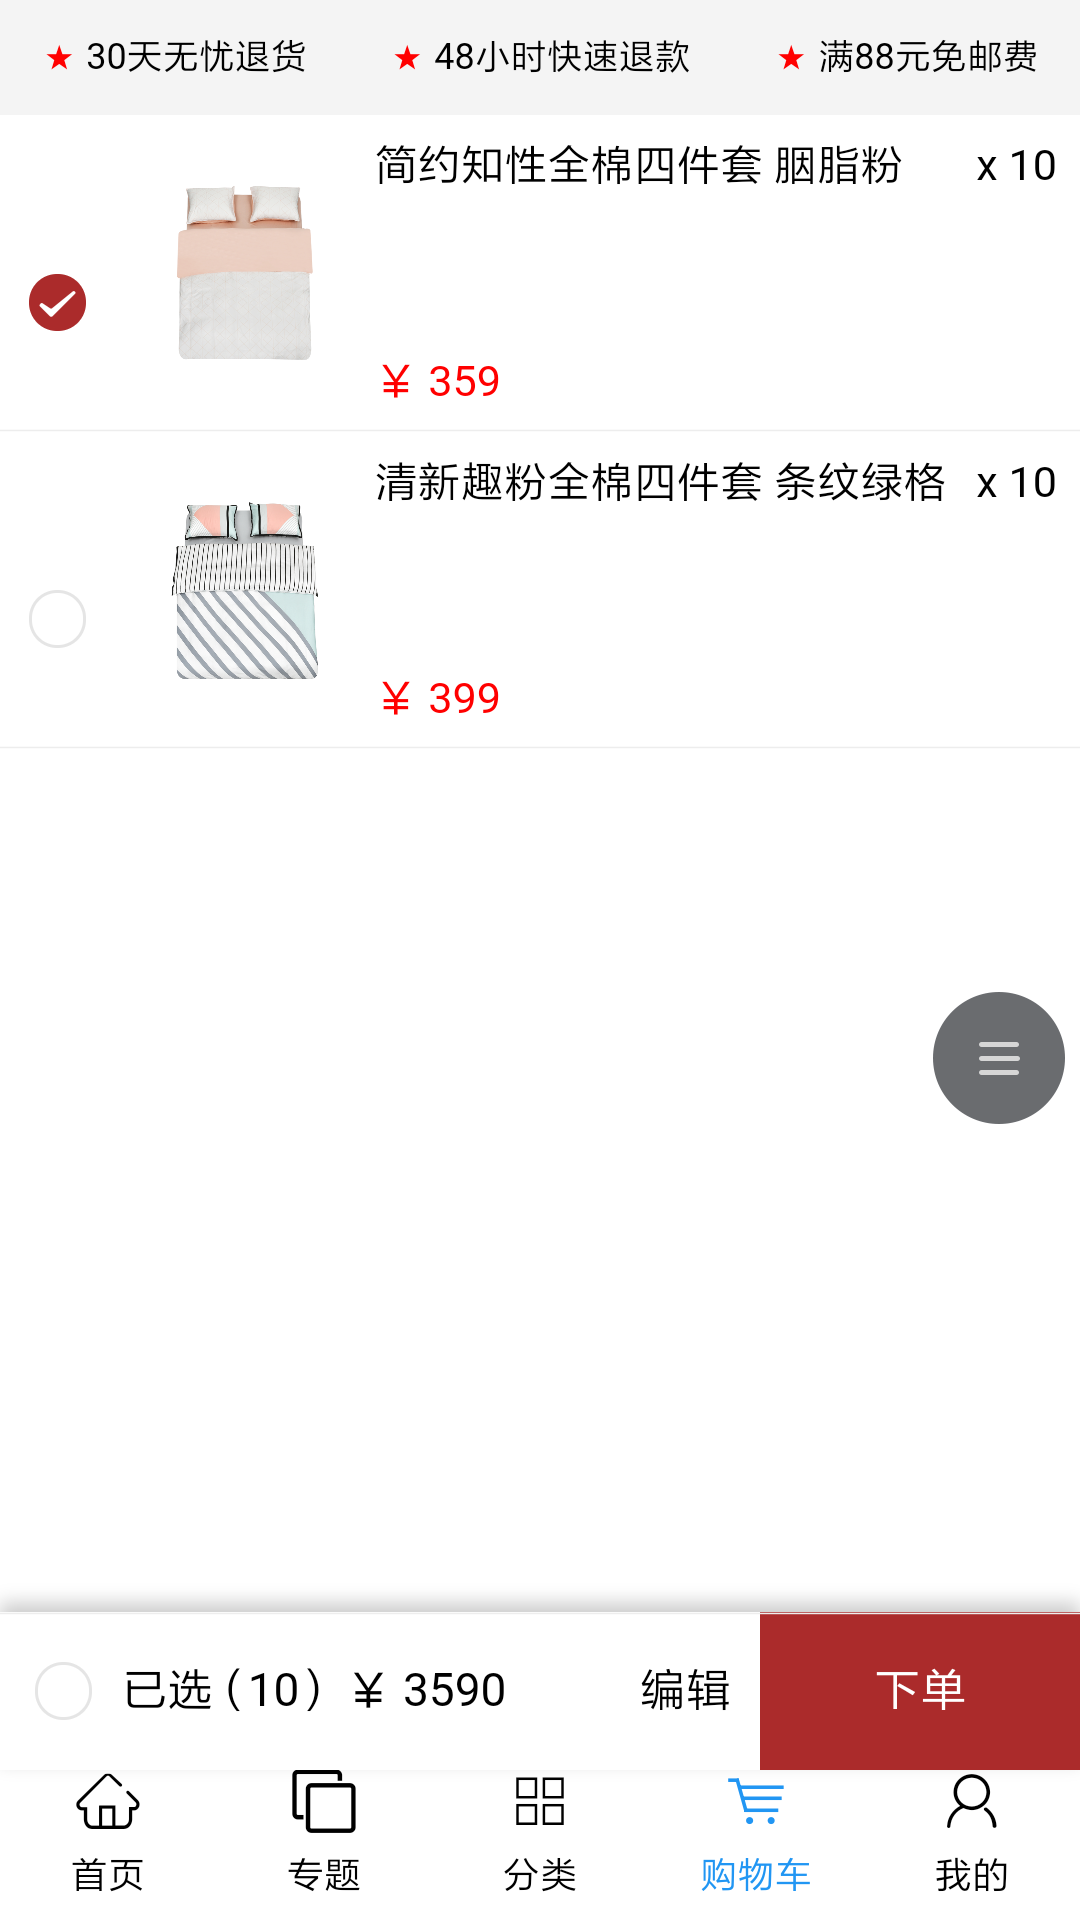 ★ 30天无忧退货 ★ 48小时快速退款 ★ 满88元免邮费
简约知性全棉四件套 胭脂粉 x 10
¥ 359
清新趣粉全棉四件套 条纹绿格 x 10
¥ 399
已选（10）¥ 3590 编辑 下单
首页 专题 分类 购物车 我的